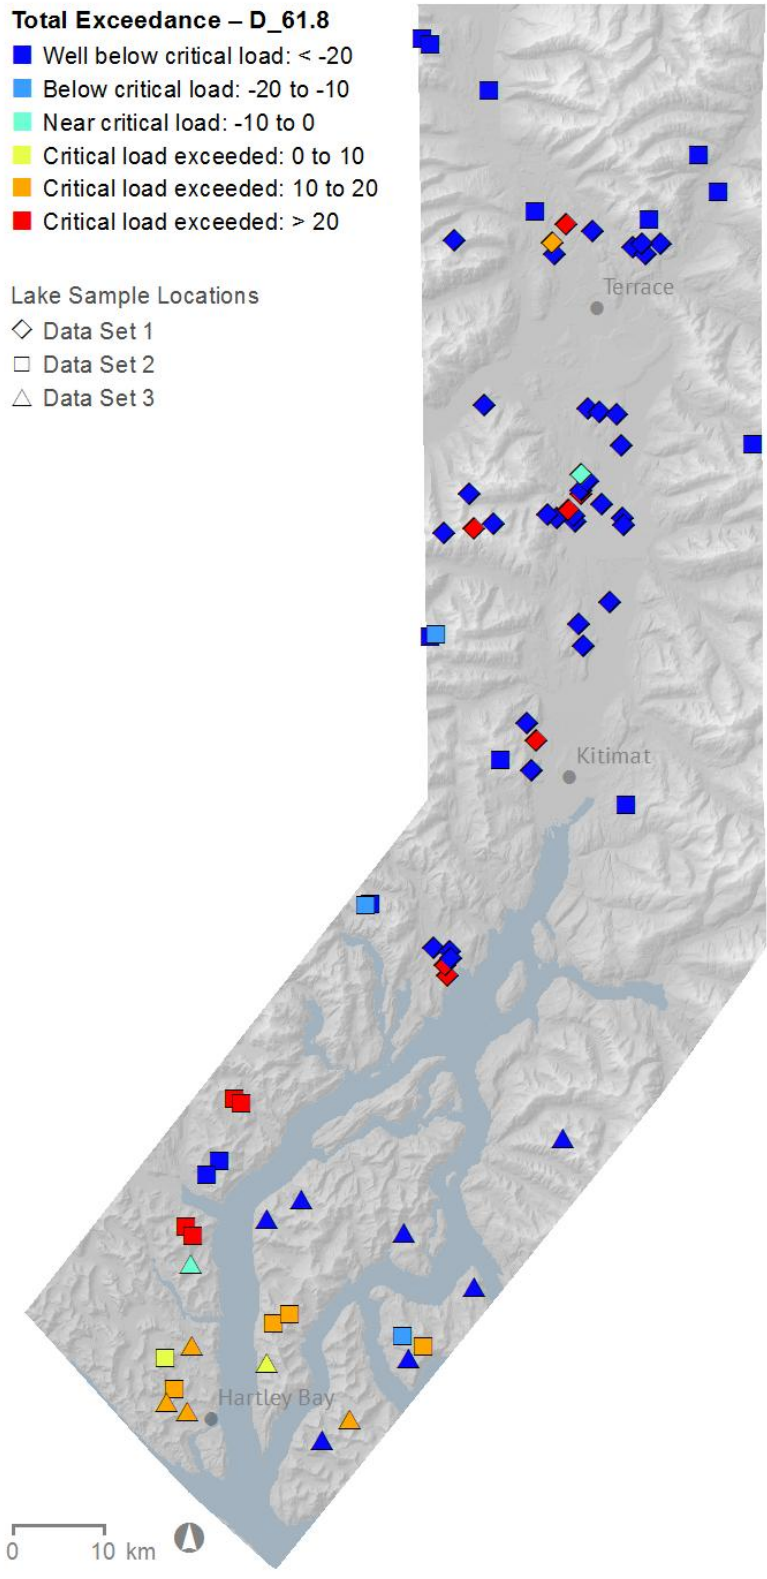 Total Exceedance – D_61.8
Well below critical load: < -20
Below critical load: -20 to -10
Near critical load: -10 to 0
Critical load exceeded: 0 to 10
Critical load exceeded: 10 to 20
Critical load exceeded: > 20
Lake Sample Locations
Data Set 1
Data Set 2
Data Set 3
Terrace
Kitimat
Hartley Bay
0 10 km